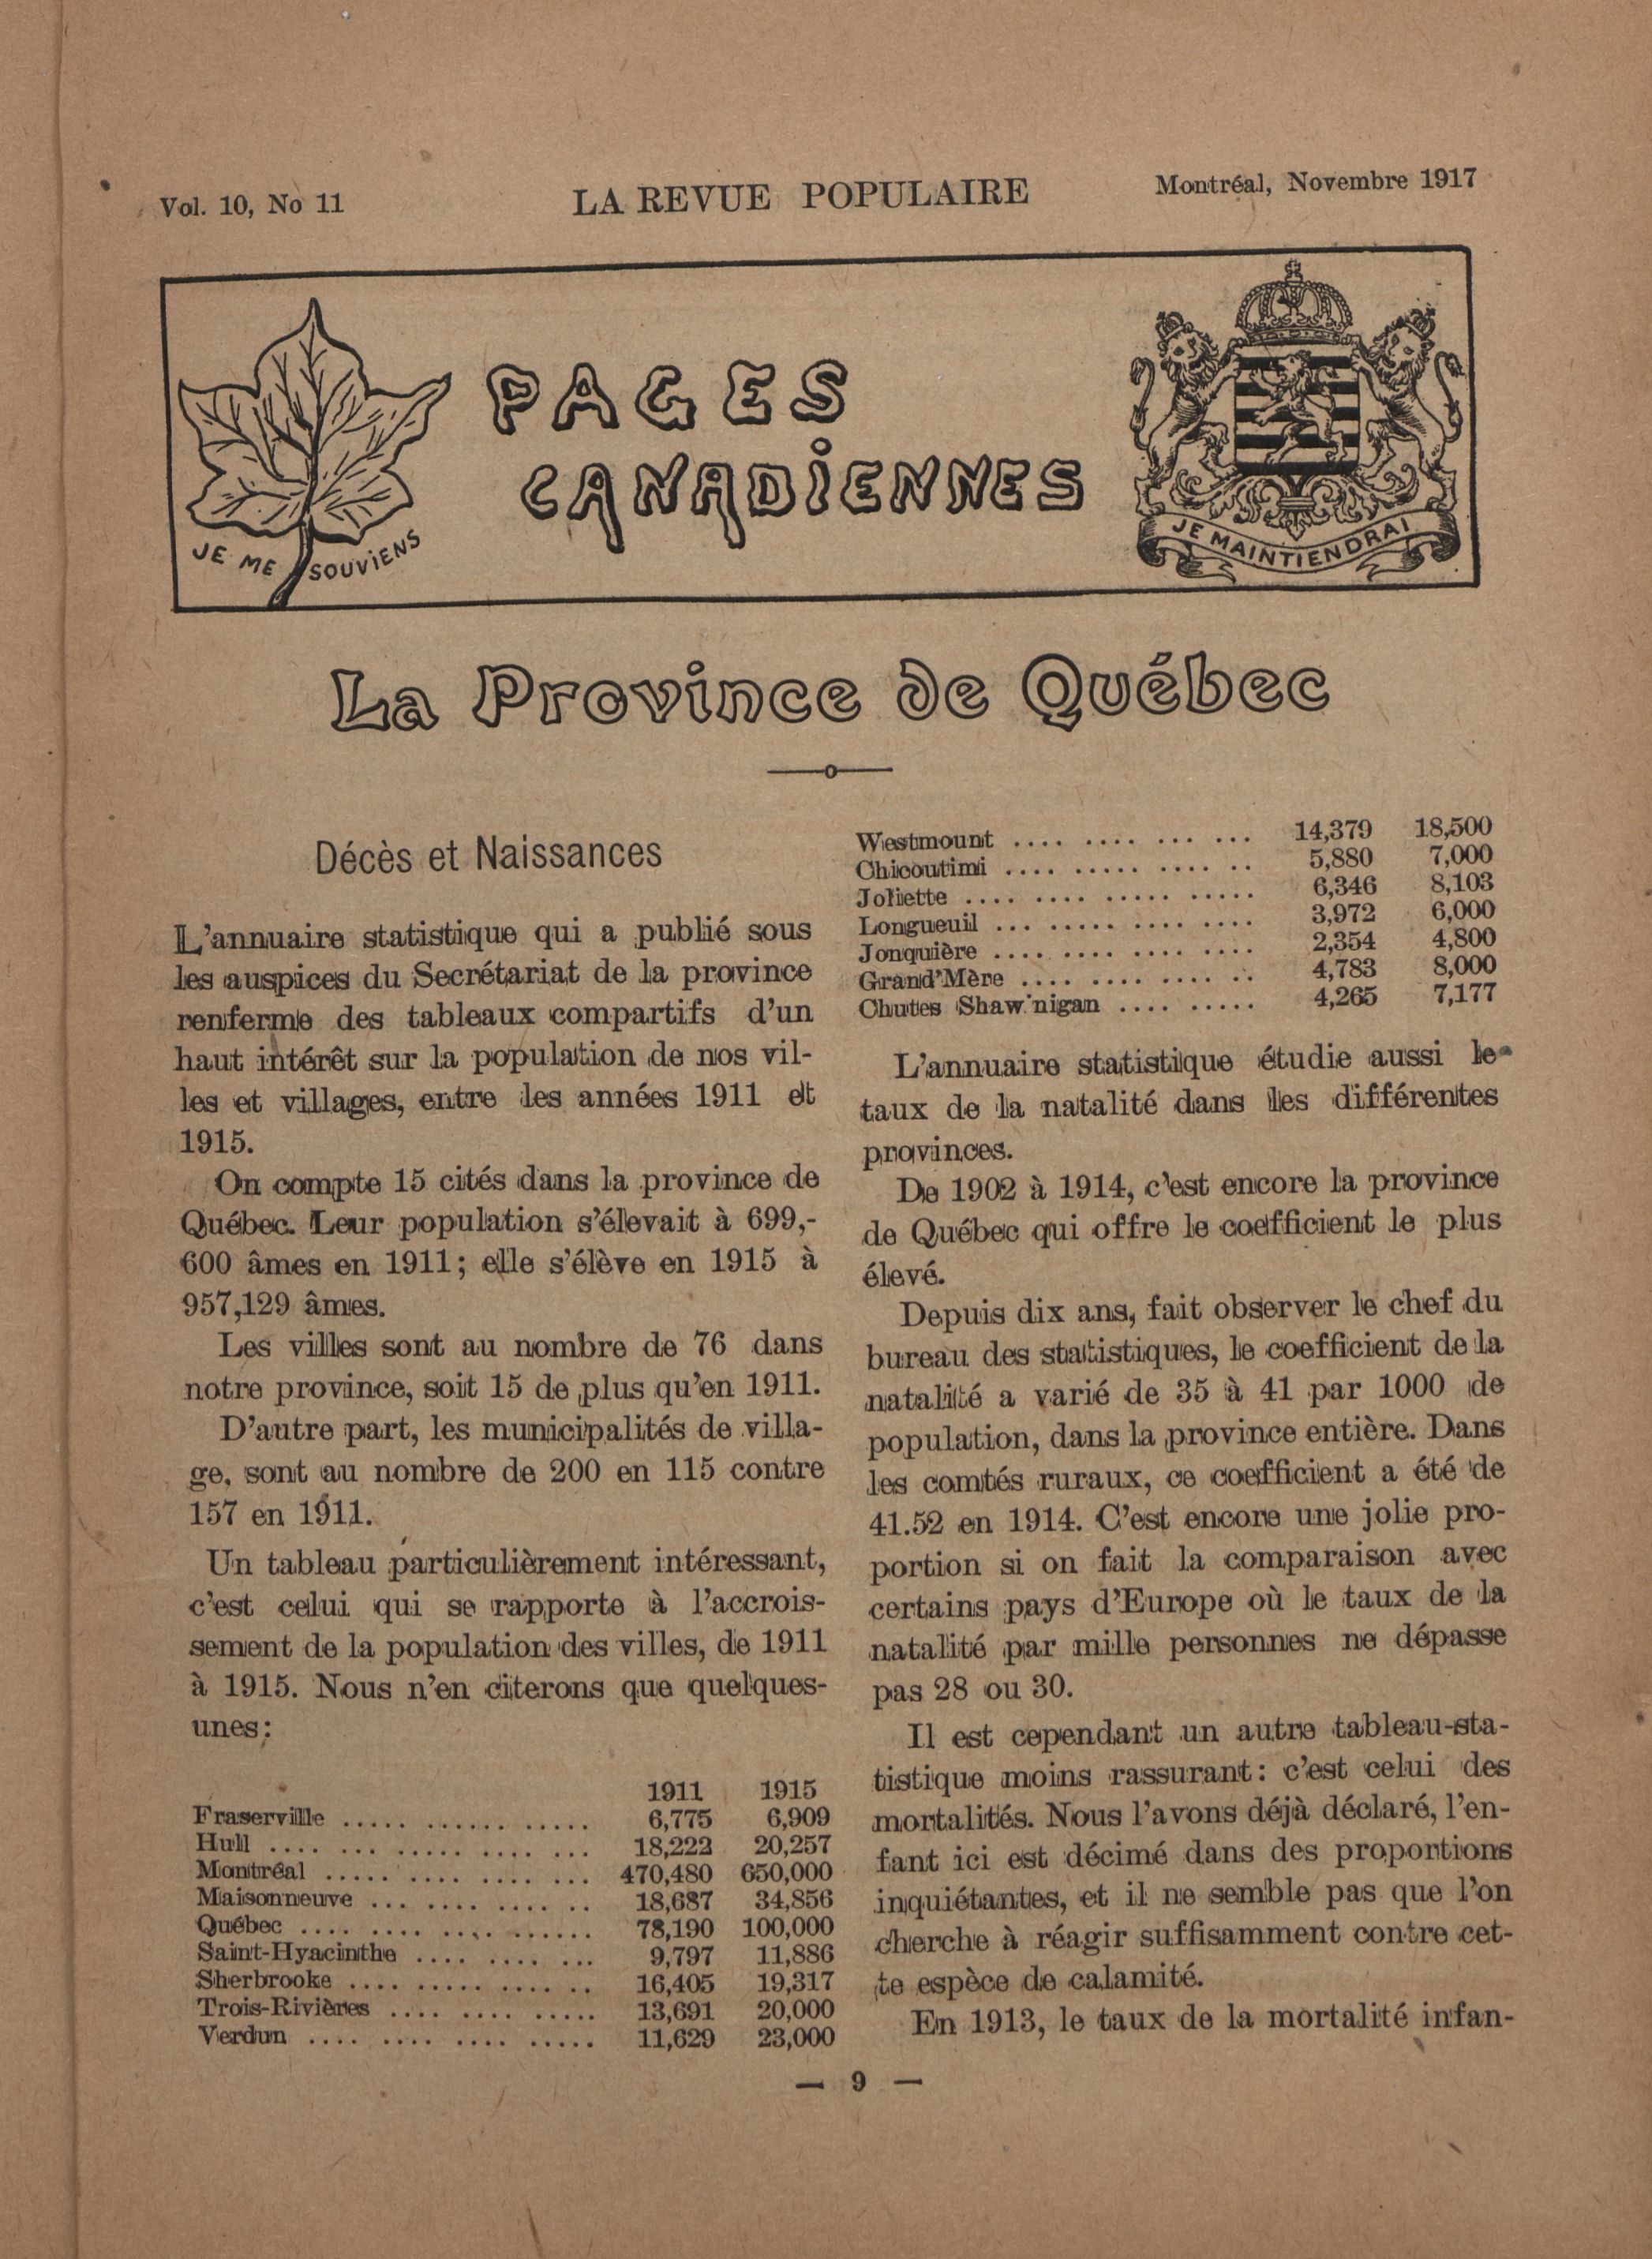 Vol. 10, No 11
LA REVUE POPULAIRE
Montréal, Novembre 1917
PAGES
CANADIENNES
JE ME SOUVIENS
JE MAINTIENDRAI
La Province de Québec
Décès et Naissances
L'annuaire statistique qui a publié sous
les auspices du Secrétariat de la province
renferme des tableaux compartifs d'un
haut intérêt sur la population de nos vil-
les et villages, entre les années 1911 et
1915.
On compte 15 cités dans la province de
Québec. Leur population s'élevait à 699,-
600 âmes en 1911; elle s'élève en 1915 à
957,129 âmes.
Les villles sont au nombre de 76 dans
notre province, soit 15 de plus qu'en 1911.
D'autre part, les municipalités de villa-
ge, sont au nombre de 200 en 115 contre
157 en 1911.
Un tableau particulièrement intéressant,
c'est celui qui se rapporte à l'accrois-
sement de la population des villes, de 1911
à 1915. Nous n'en citerons que quelques-
unes:
1911 1915
Fraserville ..... ...... ..... 6,775 6,909
Hull .... ... ..... .... ... 18,222 20,257
Montréal ..... .... .... ... 470,480 650,000
Maisonneuve ... .... .... .. 18,687 34,856
Québec .... .... .... ...... 78,190 100,000
Saint-Hyacinthe .... .... ... 9,797 11,886
Sherbrooke .... ..... .... .. 16,405 19,317
Trois-Rivières .... .... ..... 13,691 20,000
Verdun .... .... .... ..... 11,629 23,000
Westmount .... .... ... ... 14,379 18,500
Chicoutimi .... ..... .... .. 5,880 7,000
Joliette .... .... ..... ..... 6,346 8,103
Longueuil ... ..... .... .... 3,972 6,000
Jonquière .... .... .... .... 2,354 4,800
Grand'Mère .... .... .... .. 4,783 8,000
Chutes Shaw'nigan .... ..... 4,265 7,177
L'annuaire statistique étudie aussi le
taux de la natalité dans les différentes
provinces.
De 1902 à 1914, c'est encore la province
de Québec qui offre le coefficient le plus
élevé.
Depuis dix ans, fait observer le chef du
bureau des statistiques, le coefficient de la
natalité a varié de 35 à 41 par 1000 de
population, dans la province entière. Dans
les comtés ruraux, ce coefficient a été de
41.52 en 1914. C'est encore une jolie pro-
portion si on fait la comparaison avec
certains pays d'Europe où le taux de la
natalité par mille personnes ne dépasse
pas 28 ou 30.
Il est cependant un autre tableau-sta-
tistique moins rassurant: c'est celui des
mortalités. Nous l'avons déjà déclaré, l'en-
fant ici est décimé dans des proportions
inquiétantes, et il ne semble pas que l'on
cherche à réagir suffisamment contre cet-
te espèce de calamité.
En 1913, le taux de la mortalité infan-
— 9 —